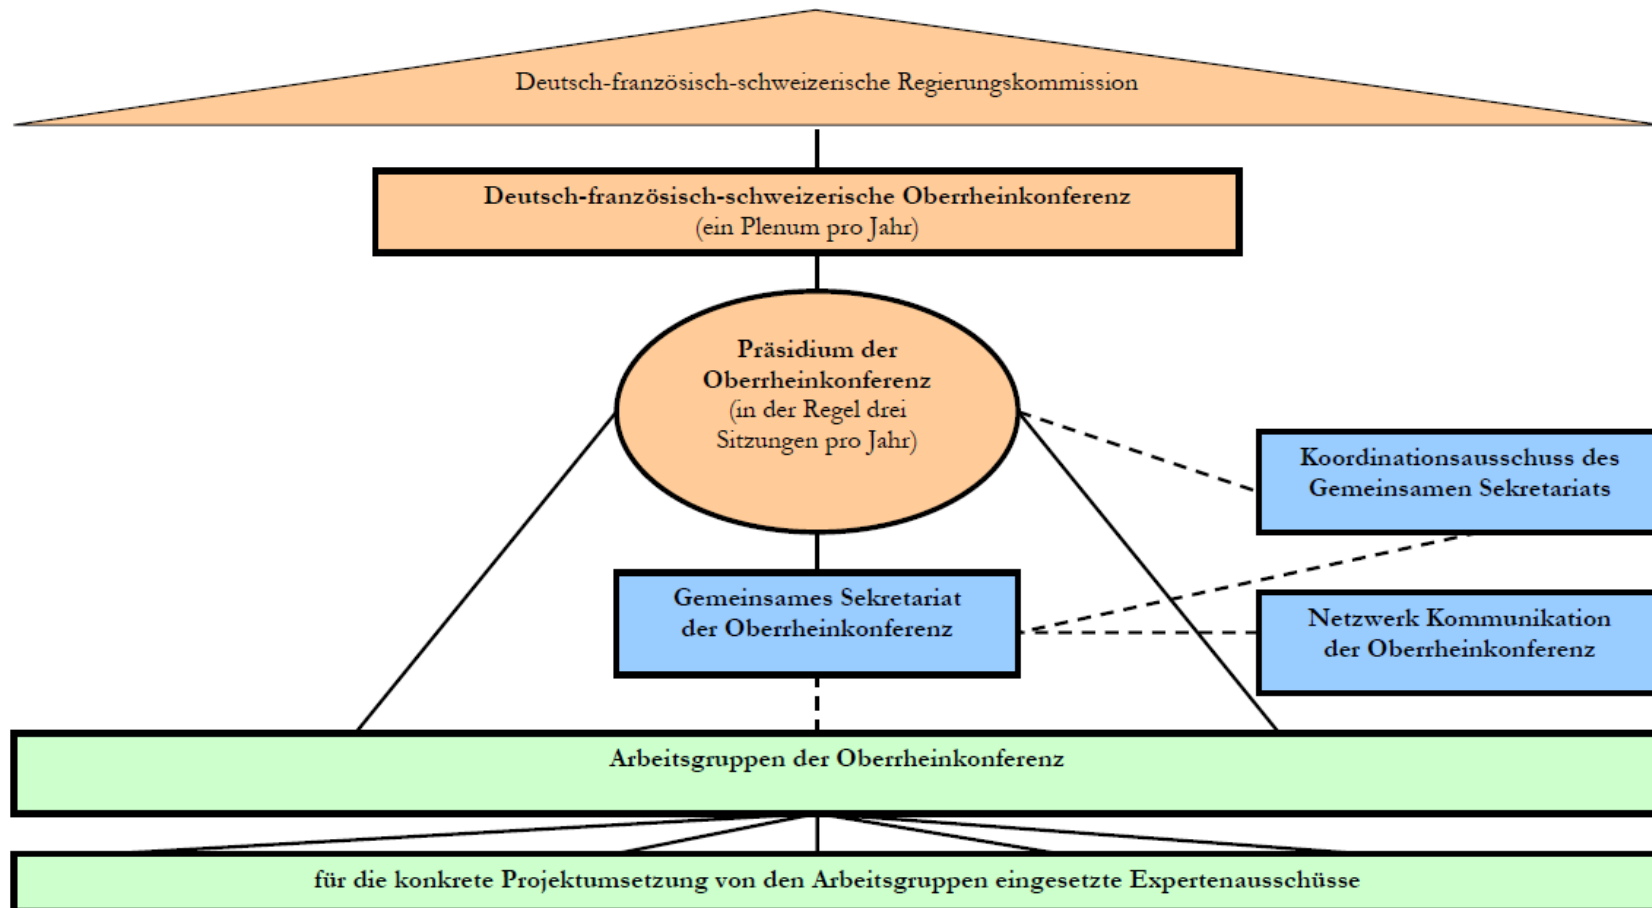 Deutsch-französisch-schweizerische Regierungskommission
Deutsch-französisch-schweizerische Oberrheinkonferenz
(ein Plenum pro Jahr)
Präsidium der
Oberrheinkonferenz
(in der Regel drei
Sitzungen pro Jahr)
Koordinationsausschuss des
Gemeinsamen Sekretariats
Gemeinsames Sekretariat
der Oberrheinkonferenz
Netzwerk Kommunikation
der Oberrheinkonferenz
Arbeitsgruppen der Oberrheinkonferenz
für die konkrete Projektumsetzung von den Arbeitsgruppen eingesetzte Expertenausschüsse